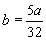 b = 5a/32